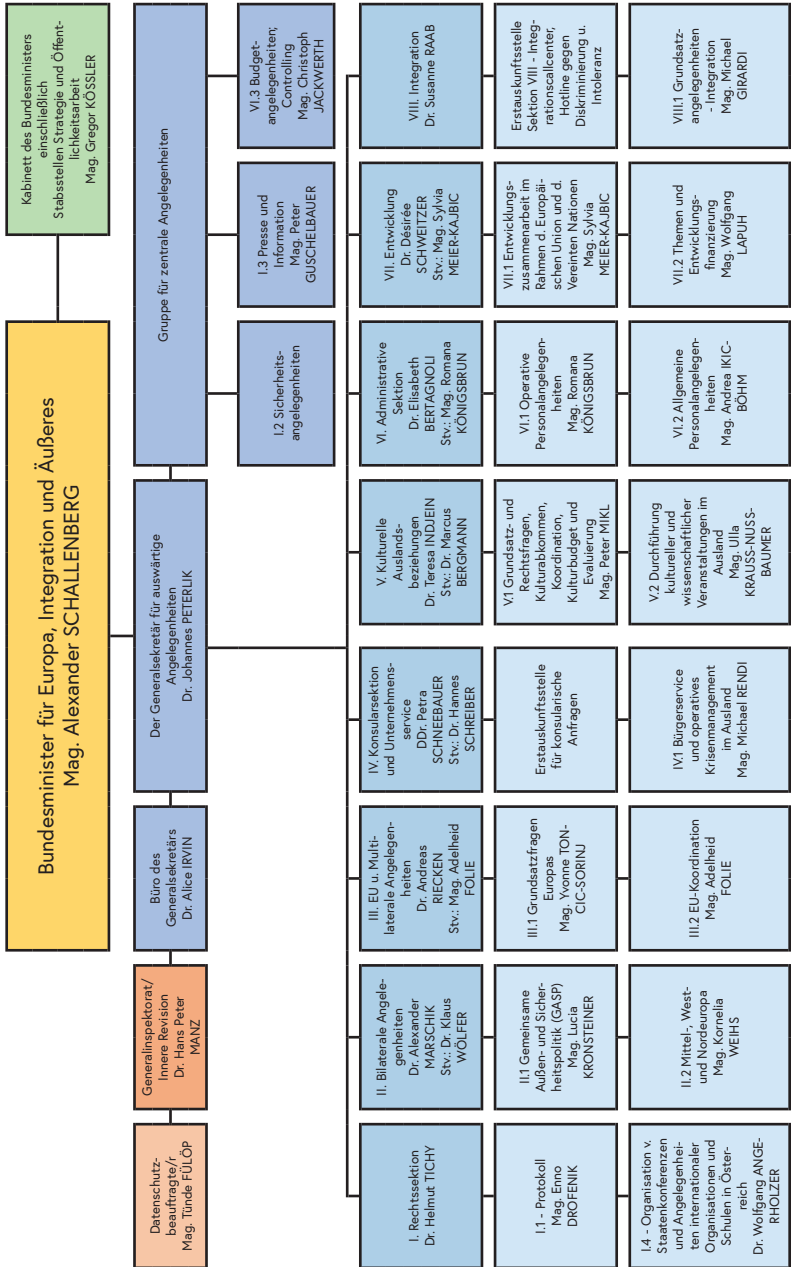 Bundesminister für Europa, Integration und Äußeres
Mag. Alexander SCHALLENBERG
Kabinett des Bundesministers
einschließlich
Stabsstellen Strategie und Öffent-
lichkeitsarbeit
Mag. Gregor KÖSSLER
Datenschutz-
beauftragte/r
Mag. Tünde FÜLÖP
Generalinspektorat/
Innere Revision
Dr. Hans Peter
MANZ
Büro des
Generalsekretärs
Dr. Alice IRVIN
Der Generalsekretär für auswärtige
Angelegenheiten
Dr. Johannes PETERLIK
Gruppe für zentrale Angelegenheiten
I.2 Sicherheits-
angelegenheiten
I.3 Presse und
Information
Mag. Peter
GUSCHELBAUER
VI.3 Budget-
angelegenheiten;
Controlling
Mag. Christoph
JACKWERTH
I. Rechtssektion
Dr. Helmut TICHY
II. Bilaterale Angele-
genheiten
Dr. Alexander
MARSCHIK
Stv.: Dr. Klaus
WÖLFER
III. EU u. Multi-
laterale Angelegen-
heiten
Dr. Andreas
RIECKEN
Stv.: Mag. Adelheid
FOLIE
IV. Konsularsektion
und Unternehmens-
service
DDr. Petra
SCHNEEBAUER
Stv.: Dr. Hannes
SCHREIBER
V. Kulturelle
Auslands-
beziehungen
Dr. Teresa INDJEIN
Stv.: Dr. Marcus
BERGMANN
VI. Administrative
Sektion
Dr. Elisabeth
BERTAGNOLI
Stv.: Mag. Romana
KÖNIGSBRUN
VII. Entwicklung
Dr. Désirée
SCHWEITZER
Stv.: Mag. Sylvia
MEIER-KAJBIC
VIII. Integration
Dr. Susanne RAAB
I.1 - Protokoll
Mag. Enno
DROFENIK
II.1 Gemeinsame
Außen- und Sicher-
heitspolitik (GASP)
Mag. Lucia
KRONSTEINER
III.1 Grundsatzfragen
Europas
Mag. Yvonne TON-
CIC-SORINJ
Erstauskunftsstelle
für konsularische
Anfragen
V.1 Grundsatz- und
Rechtsfragen,
Kulturabkommen,
Koordination,
Kulturbudget und
Evaluierung
Mag. Peter MIKL
VI.1 Operative
Personalangelegen-
heiten
Mag. Romana
KÖNIGSBRUN
VII.1 Entwicklungs-
zusammenarbeit im
Rahmen d. Europäi-
schen Union und d.
Vereinten Nationen
Mag. Sylvia
MEIER-KAJBIC
Erstauskunftsstelle
Sektion VIII - Integ-
rationscallcenter,
Hotline gegen
Diskriminierung u.
Intoleranz
I.4 - Organisation v.
Staatenkonferenzen
und Angelegenhei-
ten internationaler
Organisationen und
Schulen in Öster-
reich
Dr. Wolfgang ANGE-
RHOLZER
II.2 Mittel-, West-
und Nordeuropa
Mag. Kornelia
WEIHS
III.2 EU-Koordination
Mag. Adelheid
FOLIE
IV.1 Bürgerservice
und operatives
Krisenmanagement
im Ausland
Mag. Michael RENDI
V.2 Durchführung
kultureller und
wissenschaftlicher
Veranstaltungen im
Ausland
Mag. Ulla
KRAUSS-NUSS-
BAUMER
VI.2 Allgemeine
Personalangelegen-
heiten
Mag. Andrea IKIC-
BÖHM
VII.2 Themen und
Entwicklungs-
finanzierung
Mag. Wolfgang
LAPUH
VIII.1 Grundsatz-
angelegenheiten
- Integration
Mag. Michael
GIRARDI